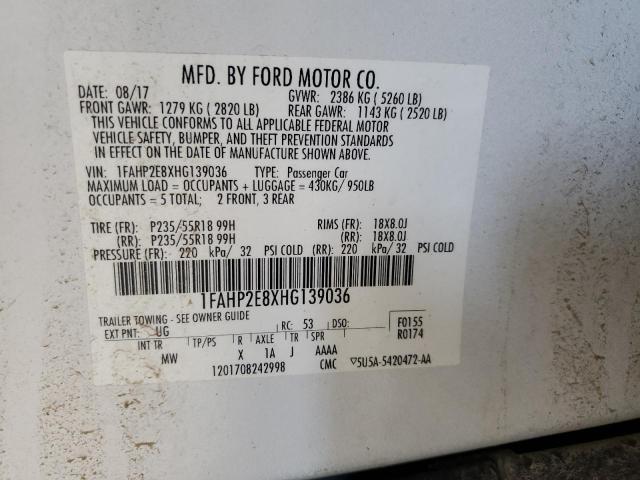 MFD. BY FORD MOTOR CO.
DATE: 08/17 GVWR: 2386 KG ( 5260 LB)
FRONT GAWR: 1279 KG ( 2820 LB) REAR GAWR: 1143 KG ( 2520 LB)
THIS VEHICLE CONFORMS TO ALL APPLICABLE FEDERAL MOTOR
VEHICLE SAFETY, BUMPER, AND THEFT PREVENTION STANDARDS
IN EFFECT ON THE DATE OF MANUFACTURE SHOWN ABOVE.
VIN: 1FAHP2E8XHG139036 TYPE: Passenger Car
MAXIMUM LOAD = OCCUPANTS + LUGGAGE = 430KG/ 950LB
OCCUPANTS = 5 TOTAL: 2 FRONT, 3 REAR
TIRE (FR): P235/55R18 99H RIMS (FR): 18X8.0J
(RR): P235/55R18 99H (RR): 18X8.0J
PRESSURE (FR): 220 kPa/ 32 PSI COLD (RR): 220 kPa/ 32 PSI COLD
1FAHP2E8XHG139036
TRAILER TOWING - SEE OWNER GUIDE
EXT PNT: UG RC: 53 DSO: F0155
INT TR TP/PS R AXLE TR SPR R0174
MW X 1A J AAAA
1201708242998 CMC ▽5U5A-5420472-AA